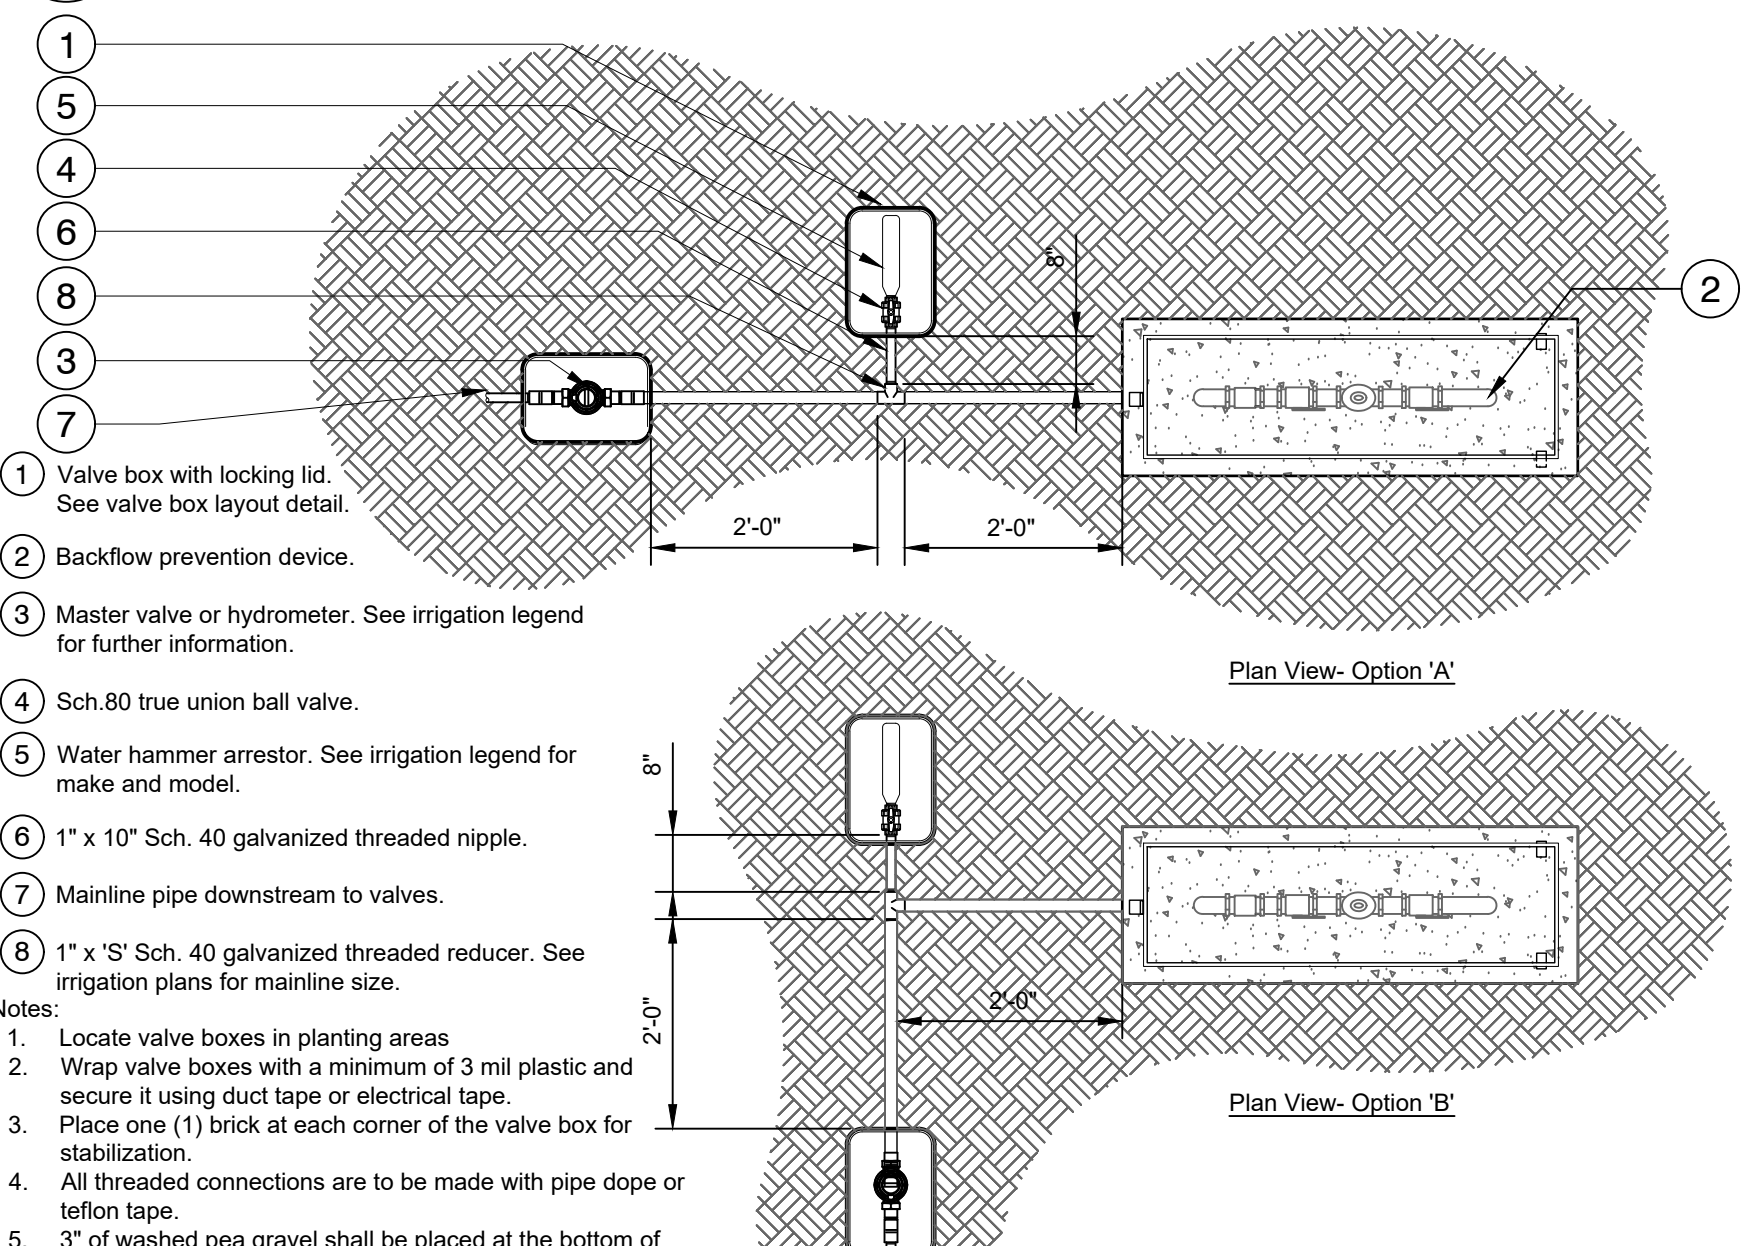 1
5
4
6
8
3
7
8"
2
2'-0"
2'-0"
1 Valve box with locking lid.
See valve box layout detail.
2 Backflow prevention device.
3 Master valve or hydrometer. See irrigation legend
for further information.
4 Sch.80 true union ball valve.
5 Water hammer arrestor. See irrigation legend for
make and model.
6 1" x 10" Sch. 40 galvanized threaded nipple.
7 Mainline pipe downstream to valves.
8 1" x 'S' Sch. 40 galvanized threaded reducer. See
irrigation plans for mainline size.
Notes:
1. Locate valve boxes in planting areas
2. Wrap valve boxes with a minimum of 3 mil plastic and
secure it using duct tape or electrical tape.
3. Place one (1) brick at each corner of the valve box for
stabilization.
4. All threaded connections are to be made with pipe dope or
teflon tape.
5. 3" of washed pea gravel shall be placed at the bottom of
Plan View- Option 'A'
8"
2'-0"
2'-0"
Plan View- Option 'B'